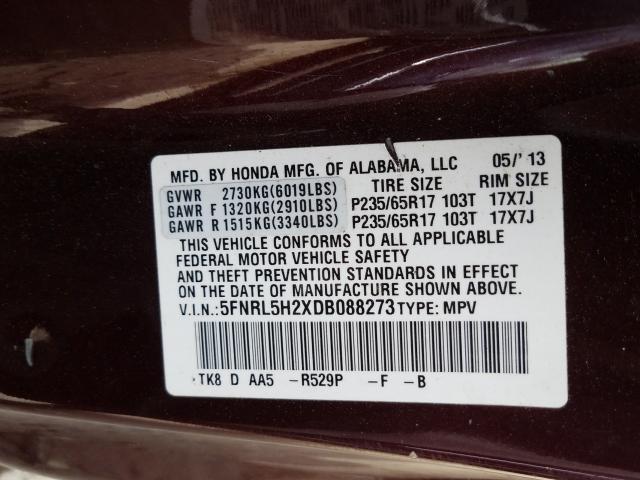 MFD. BY HONDA MFG. OF ALABAMA, LLC 05/'13
TIRE SIZE RIM SIZE
GVWR 2730KG(6019LBS)
GAWR F 1320KG(2910LBS) P235/65R17 103T 17X7J
GAWR R 1515KG(3340LBS) P235/65R17 103T 17X7J
THIS VEHICLE CONFORMS TO ALL APPLICABLE
FEDERAL MOTOR VEHICLE SAFETY
AND THEFT PREVENTION STANDARDS IN EFFECT
ON THE DATE OF MANUFACTURE SHOWN ABOVE.
V.I.N.: 5FNRL5H2XDB088273 TYPE: MPV
TK8 D AA5 -R529P -F -B